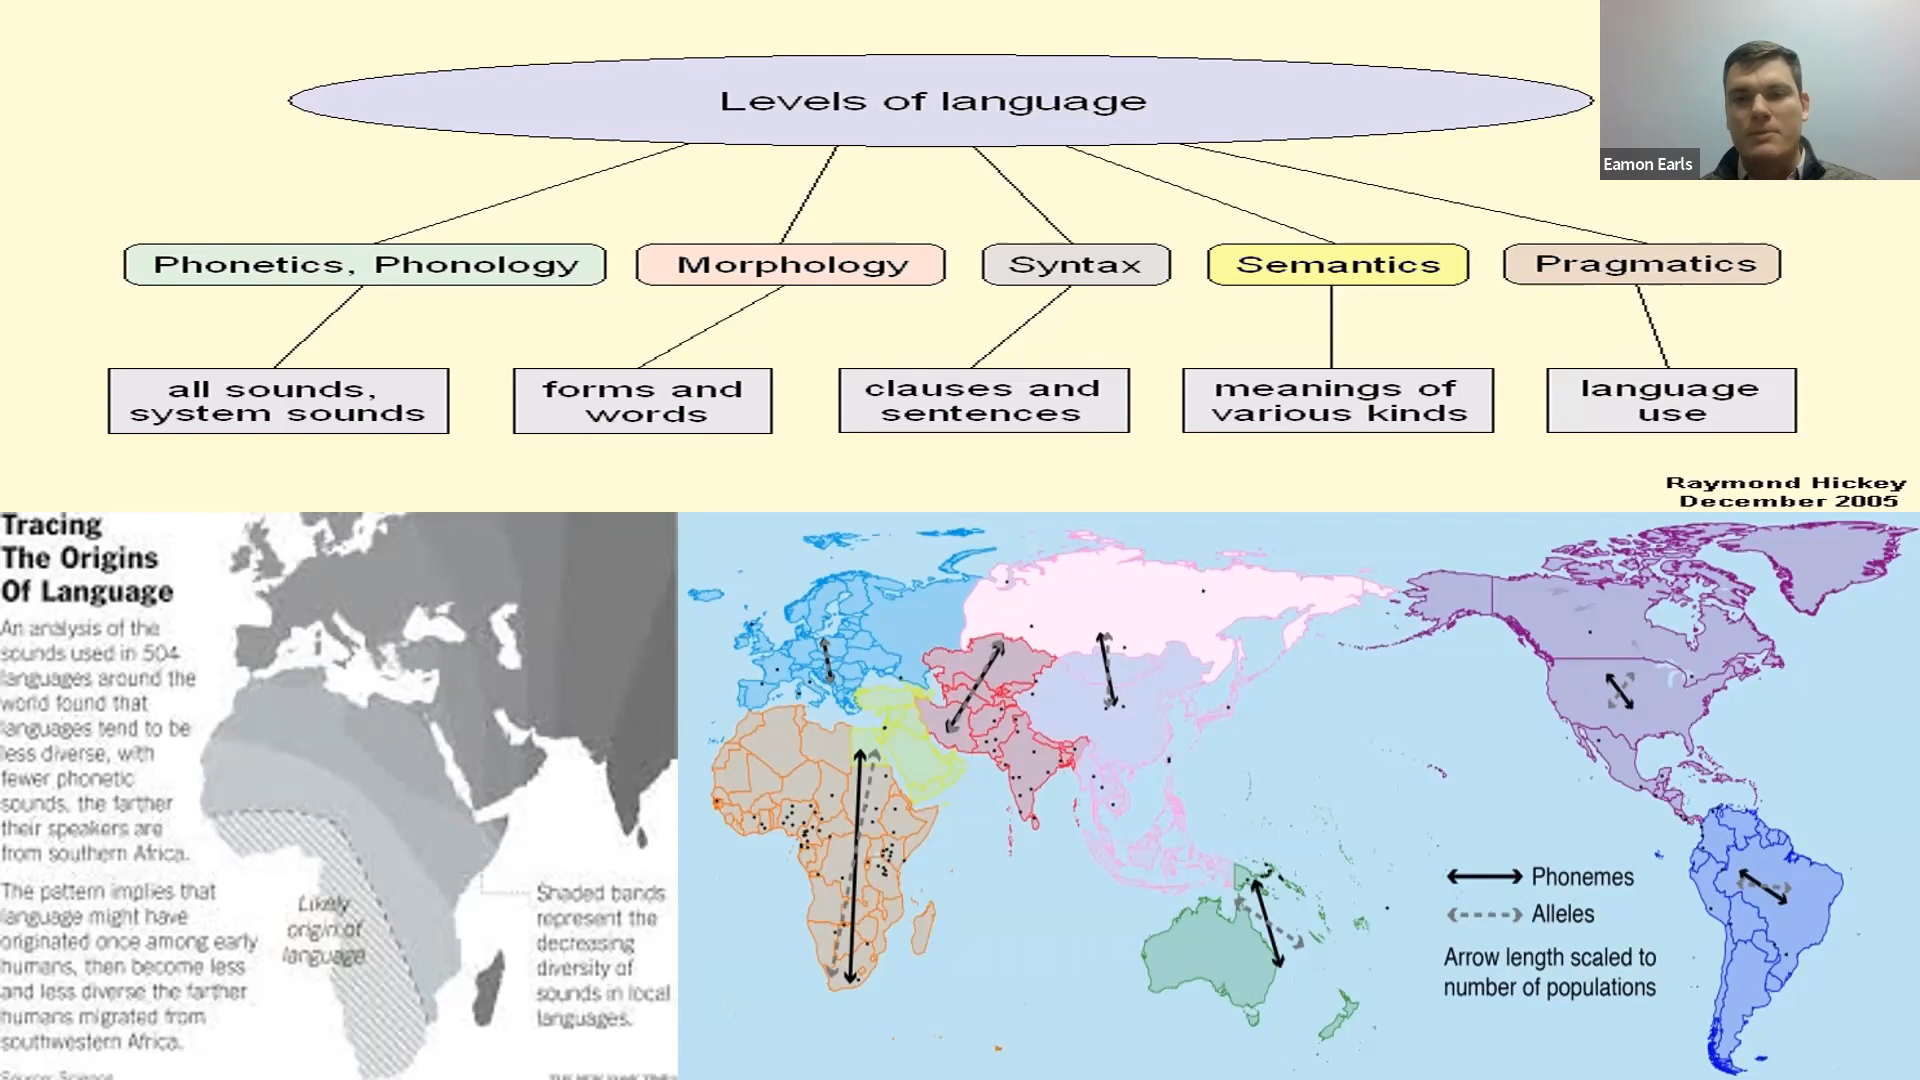 Levels of language
Eamon Earls
Phonetics, Phonology
Morphology
Syntax
Semantics
Pragmatics
all sounds,
system sounds
forms and
words
clauses and
sentences
meanings of
various kinds
language
use
Raymond Hickey
December 2005
Tracing
The Origins
Of Language
An analysis of the
sounds used in 504
languages around the
world found that
languages tend to be
less diverse, with
fewer phonetic
sounds, the farther
their speakers are
from southern Africa.
The pattern implies that
language might have
originated once among early
humans, then become less
and less diverse the farther
humans migrated from
southwestern Africa.
Likely
origin of
language
Shaded bands
represent the
decreasing
diversity of
sounds in local
languages.
Phonemes
Alleles
Arrow length scaled to
number of populations